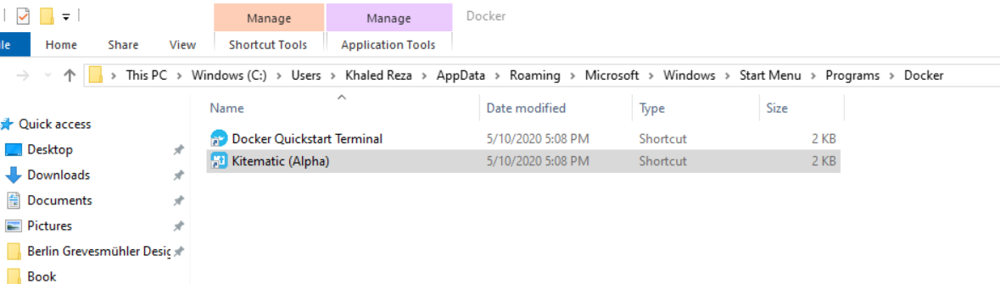 Manage Manage Docker
le Home Share View Shortcut Tools Application Tools
This PC > Windows (C:) > Users > Khaled Reza > AppData > Roaming > Microsoft > Windows > Start Menu > Programs > Docker
Name Date modified Type Size
Quick access
Docker Quickstart Terminal 5/10/2020 5:08 PM Shortcut 2 KB
Desktop
Kitematic (Alpha) 5/10/2020 5:08 PM Shortcut 2 KB
Downloads
Documents
Pictures
Berlin Grevesmühler Desig
Book